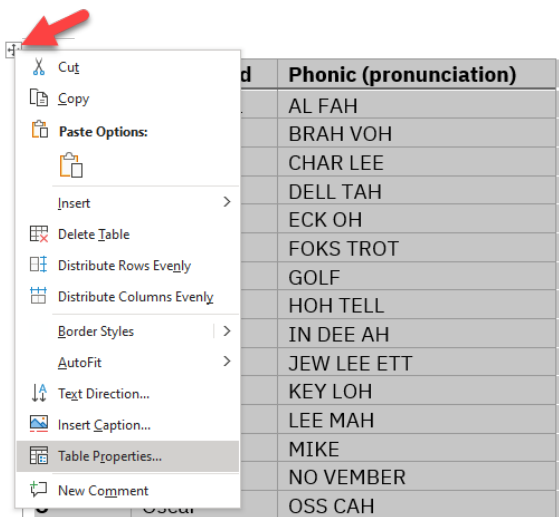 Cut
Copy
Paste Options:
Insert
Delete Table
Distribute Rows Evenly
Distribute Columns Evenly
Border Styles
AutoFit
Text Direction...
Insert Caption...
Table Properties...
New Comment
d Phonic (pronunciation)
AL FAH
BRAH VOH
CHAR LEE
DELL TAH
ECK OH
FOKS TROT
GOLF
HOH TELL
IN DEE AH
JEW LEE ETT
KEY LOH
LEE MAH
MIKE
NO VEMBER
Oscar OSS CAH